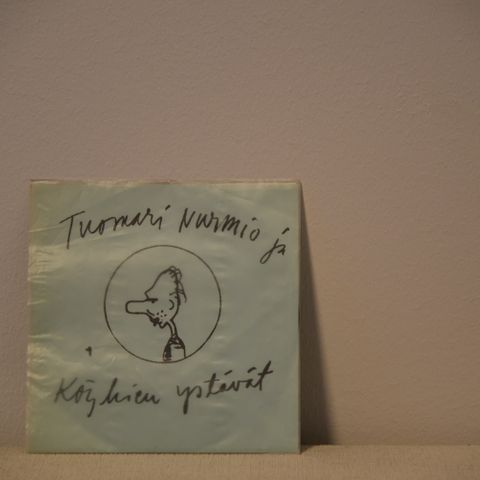 Tuomari Nurmio ja
Köyhien ystävät